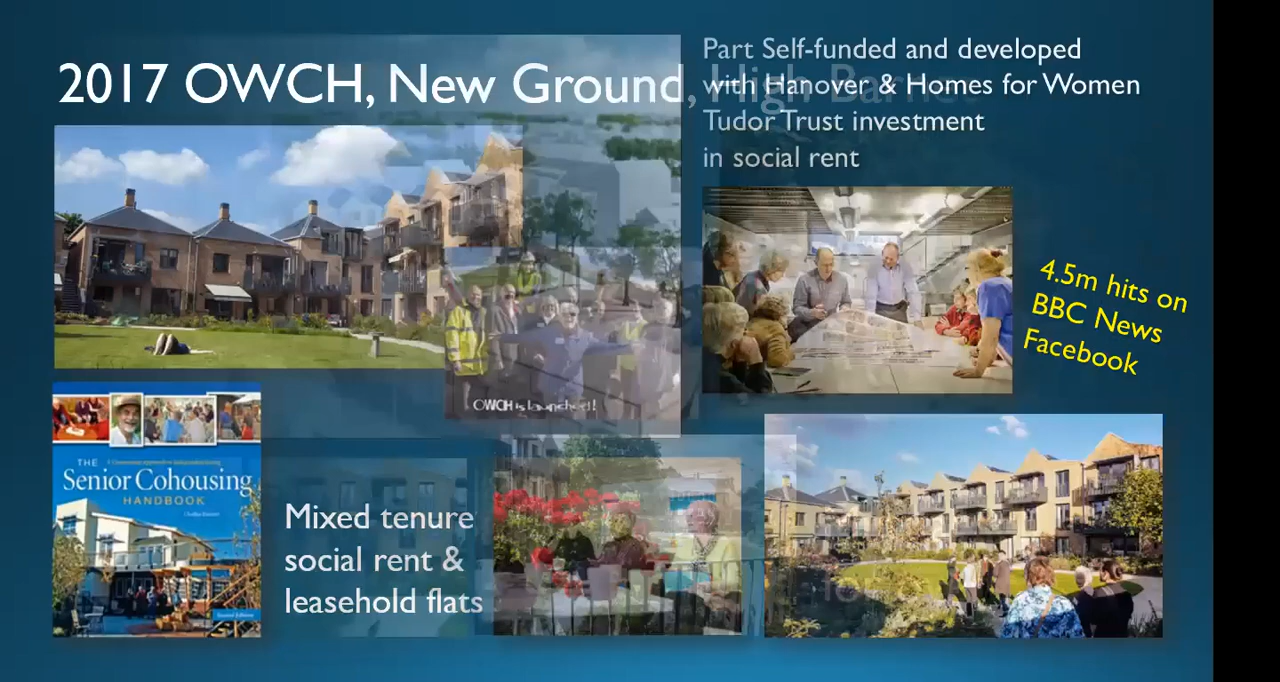 2017 OWCH, New Ground, High Barnet
Part Self-funded and developed
with Hanover & Homes for Women
Tudor Trust investment
in social rent
4.5m hits on
BBC News
Facebook
OWCH is launched!
THE
Senior Cohousing
HANDBOOK
Mixed tenure
social rent &
leasehold flats